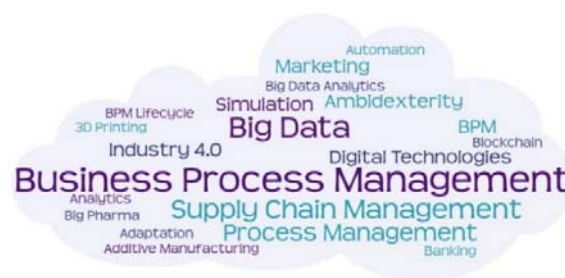 Automation
Marketing
Big Data Analytics
Simulation Ambidexterity
BPM Lifecycle
3D Printing Big Data BPM
Blockchain
Industry 4.0 Digital Technologies
Business Process Management
Analytics
Big Pharma Supply Chain Management
Adaptation Process Management
Additive Manufacturing Banking